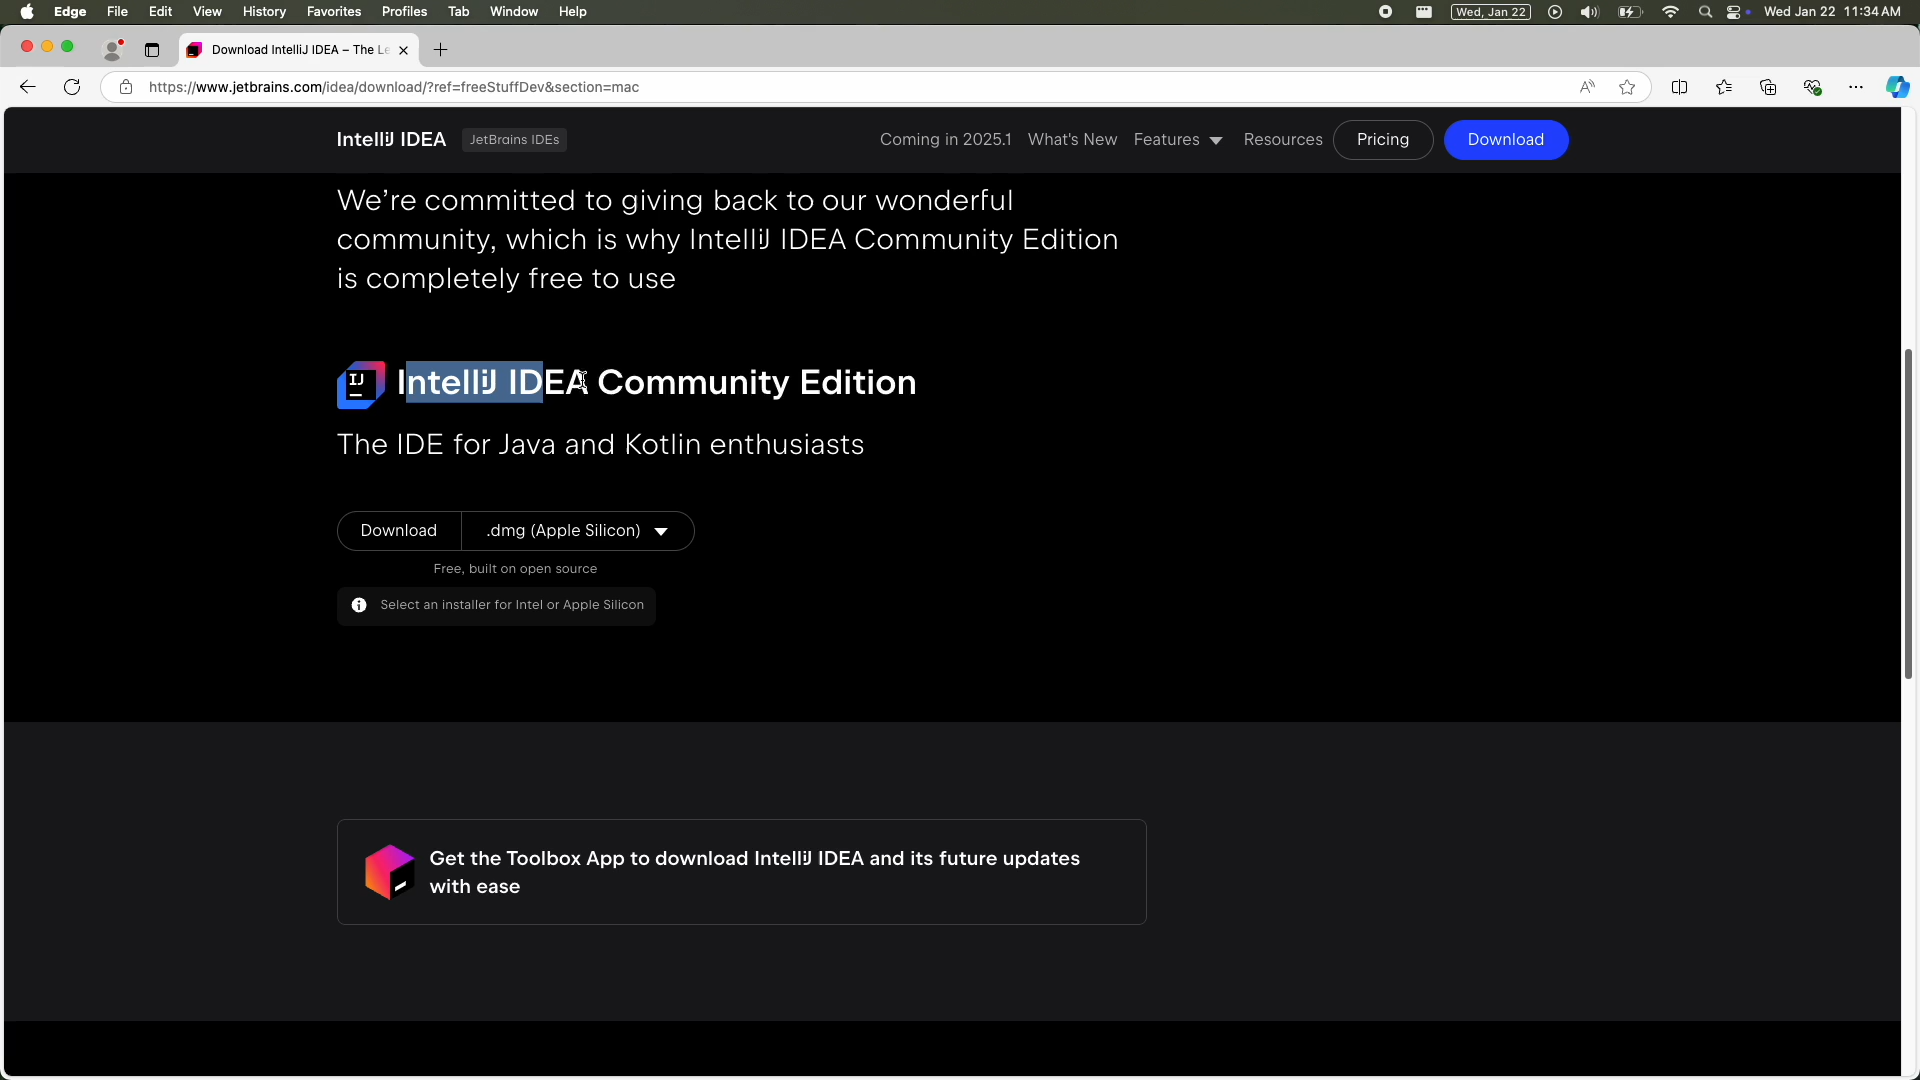 Edge File Edit View History Favorites Profiles Tab Window Help Wed, Jan 22 Wed Jan 22 11:34 AM
Download IntelliJ IDEA – The Le
https://www.jetbrains.com/idea/download/?ref=freeStuffDev&section=mac
IntelliJ IDEA JetBrains IDEs Coming in 2025.1 What's New Features Resources Pricing Download
We’re committed to giving back to our wonderful
community, which is why IntelliJ IDEA Community Edition
is completely free to use
IJ IntelliJ IDEA Community Edition
The IDE for Java and Kotlin enthusiasts
Download .dmg (Apple Silicon)
Free, built on open source
Select an installer for Intel or Apple Silicon
Get the Toolbox App to download IntelliJ IDEA and its future updates
with ease